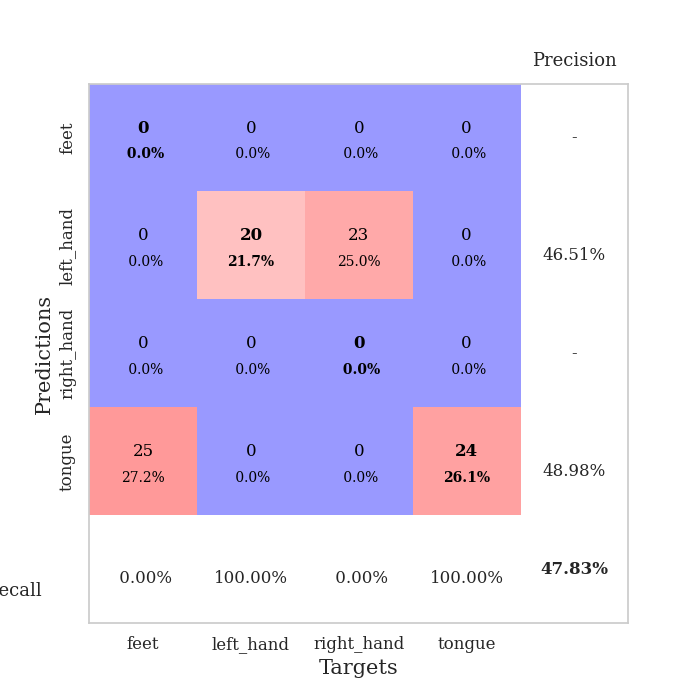 Precision
feet
0 0 0 0
0.0% 0.0% 0.0% 0.0%
-
left_hand
0 20 23 0
0.0% 21.7% 25.0% 0.0%
46.51%
Predictions
right_hand
0 0 0 0
0.0% 0.0% 0.0% 0.0%
-
tongue
25 0 0 24
27.2% 0.0% 0.0% 26.1%
48.98%
ecall
0.00% 100.00% 0.00% 100.00%
47.83%
feet left_hand right_hand tongue
Targets